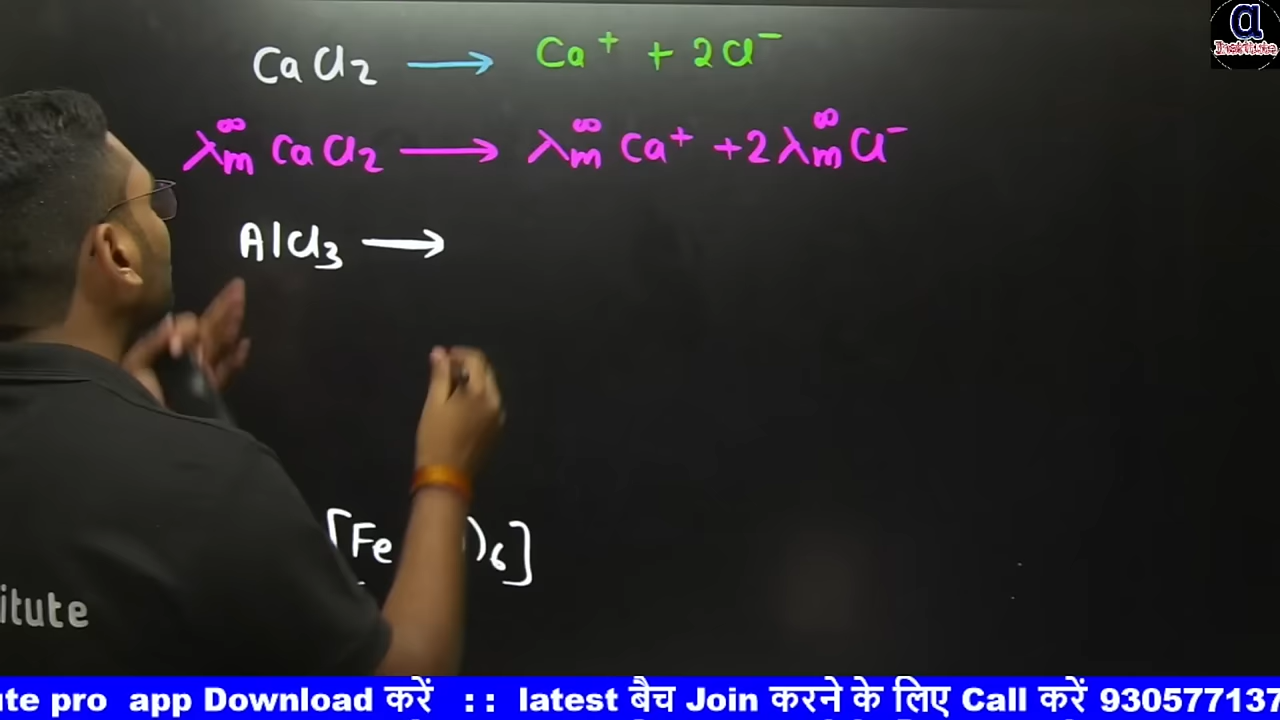 a
Institute
CaCl₂ → Ca⁺ + 2Cl⁻
λ∞m CaCl₂ → λ∞m Ca⁺ + 2λ∞m Cl⁻
AlCl₃ →
[Fe )₆]
itute
ute pro app Download करें :: latest बैच Join करने के लिए Call करें 930577137